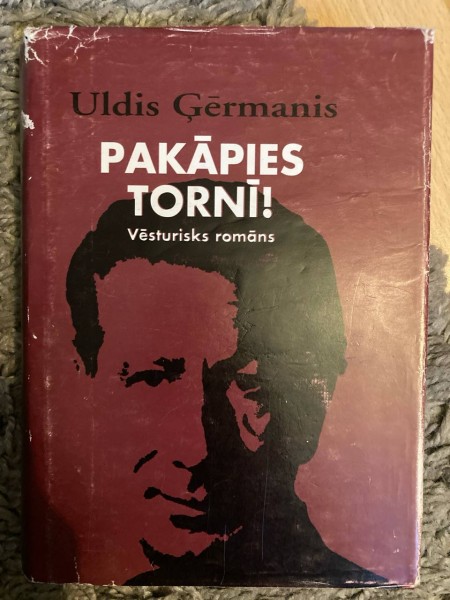 Uldis Ģērmanis
PAKĀPIES
TORNĪ!
Vēsturisks romāns